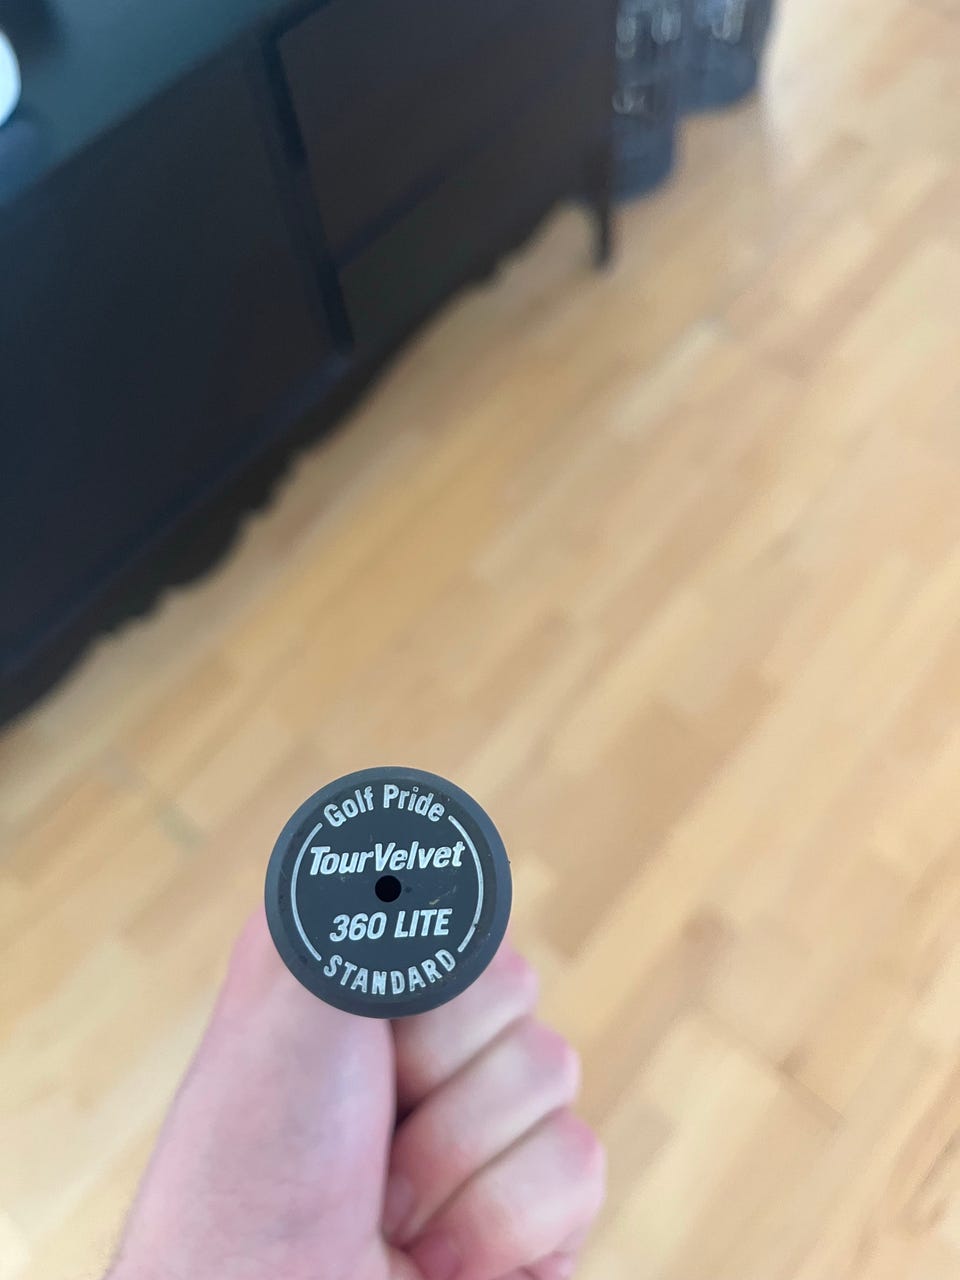 Golf Pride
TourVelvet
360 LITE
STANDARD